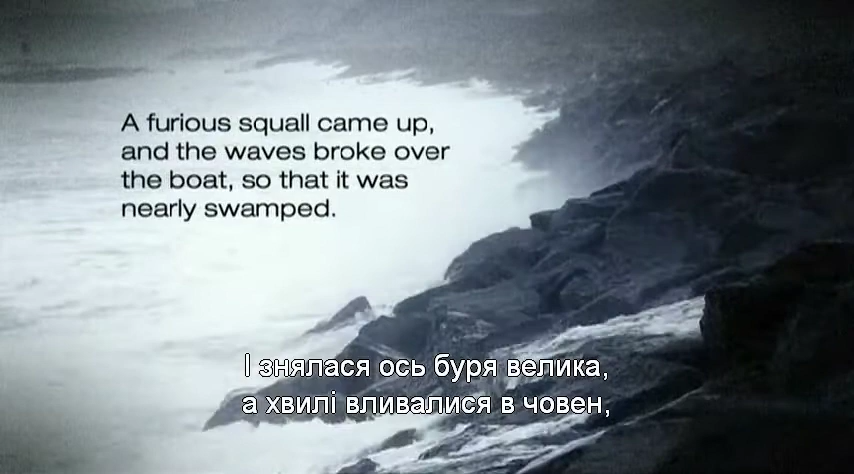 A furious squall came up,
and the waves broke over
the boat, so that it was
nearly swamped.
І знялася ось буря велика,
а хвилі вливалися в човен,